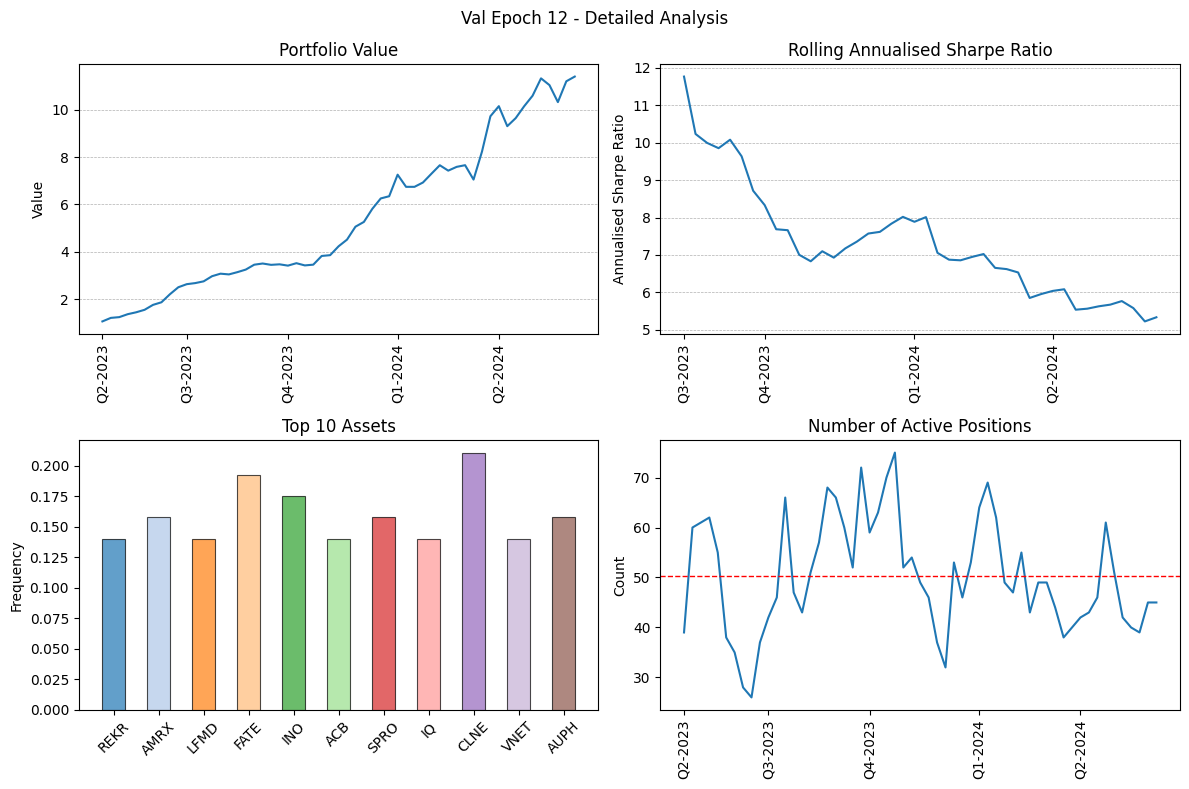 Val Epoch 12 - Detailed Analysis
Portfolio Value
Value
10
8
6
4
2
Q2-2023
Q3-2023
Q4-2023
Q1-2024
Q2-2024
Rolling Annualised Sharpe Ratio
Annualised Sharpe Ratio
12
11
10
9
8
7
6
5
Q3-2023
Q4-2023
Q1-2024
Q2-2024
Top 10 Assets
Frequency
0.200
0.175
0.150
0.125
0.100
0.075
0.050
0.025
0.000
REKR
AMRX
LFMD
FATE
INO
ACB
SPRO
IQ
CLNE
VNET
AUPH
Number of Active Positions
Count
70
60
50
40
30
Q2-2023
Q3-2023
Q4-2023
Q1-2024
Q2-2024